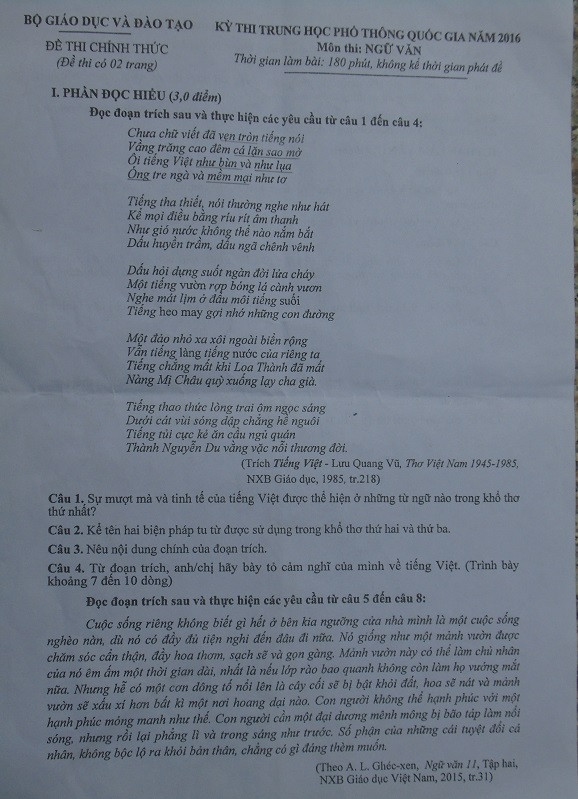 BỘ GIÁO DỤC VÀ ĐÀO TẠO
ĐỀ THI CHÍNH THỨC
(Đề thi có 02 trang)
KỲ THI TRUNG HỌC PHỔ THÔNG QUỐC GIA NĂM 2016
Môn thi: NGỮ VĂN
Thời gian làm bài: 180 phút, không kể thời gian phát đề
I. PHẦN ĐỌC HIỂU (3,0 điểm)
Đọc đoạn trích sau và thực hiện các yêu cầu từ câu 1 đến câu 4:
Chưa chữ viết đã vẹn tròn tiếng nói
Vầng trăng cao đêm cá lặn sao mờ
Ôi tiếng Việt như bùn và như lụa
Óng tre ngà và mềm mại như tơ
Tiếng tha thiết, nói thường nghe như hát
Kể mọi điều bằng ríu rít âm thanh
Như gió nước không thể nào nắm bắt
Dấu huyền trầm, dấu ngã chênh vênh
Dấu hỏi dựng suốt ngàn đời lửa cháy
Một tiếng vườn rợp bóng lá cành vươn
Nghe mát lịm ở đầu môi tiếng suối
Tiếng heo may gợi nhớ những con đường
Một đảo nhỏ xa xôi ngoài biển rộng
Vẫn tiếng làng tiếng nước của riêng ta
Tiếng chẳng mất khi Loa Thành đã mất
Nàng Mị Châu quỳ xuống lạy cha già.
Tiếng thao thức lòng trai ôm ngọc sáng
Dưới cát vùi sóng dập chẳng hề nguôi
Tiếng tủi cực kẻ ăn cầu ngủ quán
Thành Nguyễn Du vằng vặc nỗi thương đời.
(Trích Tiếng Việt - Lưu Quang Vũ, Thơ Việt Nam 1945-1985,
NXB Giáo dục, 1985, tr.218)
Câu 1. Sự mượt mà và tinh tế của tiếng Việt được thể hiện ở những từ ngữ nào trong khổ thơ
thứ nhất?
Câu 2. Kể tên hai biện pháp tu từ được sử dụng trong khổ thơ thứ hai và thứ ba.
Câu 3. Nêu nội dung chính của đoạn trích.
Câu 4. Từ đoạn trích, anh/chị hãy bày tỏ cảm nghĩ của mình về tiếng Việt. (Trình bày
khoảng 7 đến 10 dòng)
Đọc đoạn trích sau và thực hiện các yêu cầu từ câu 5 đến câu 8:
Cuộc sống riêng không biết gì hết ở bên kia ngưỡng cửa nhà mình là một cuộc sống
nghèo nàn, dù nó có đầy đủ tiện nghi đến đâu đi nữa. Nó giống như một mảnh vườn được
chăm sóc cẩn thận, đầy hoa thơm, sạch sẽ và gọn gàng. Mảnh vườn này có thể làm chủ nhân
của nó êm ấm một thời gian dài, nhất là nếu lớp rào bao quanh không còn làm họ vướng mắt
nữa. Nhưng hễ có một cơn dông tố nổi lên là cây cối sẽ bị bật khỏi đất, hoa sẽ nát và mảnh
vườn sẽ xấu xí hơn bất kì một nơi hoang dại nào. Con người không thể hạnh phúc với một
hạnh phúc mỏng manh như thế. Con người cần một đại dương mênh mông bị bão táp làm nổi
sóng, nhưng rồi lại phẳng lì và trong sáng như trước. Số phận của những cái tuyệt đối cá
nhân, không bộc lộ ra khỏi bản thân, chẳng có gì đáng thèm muốn.
(Theo A. L. Ghéc-xen, Ngữ văn 11, Tập hai,
NXB Giáo dục Việt Nam, 2015, tr.31)